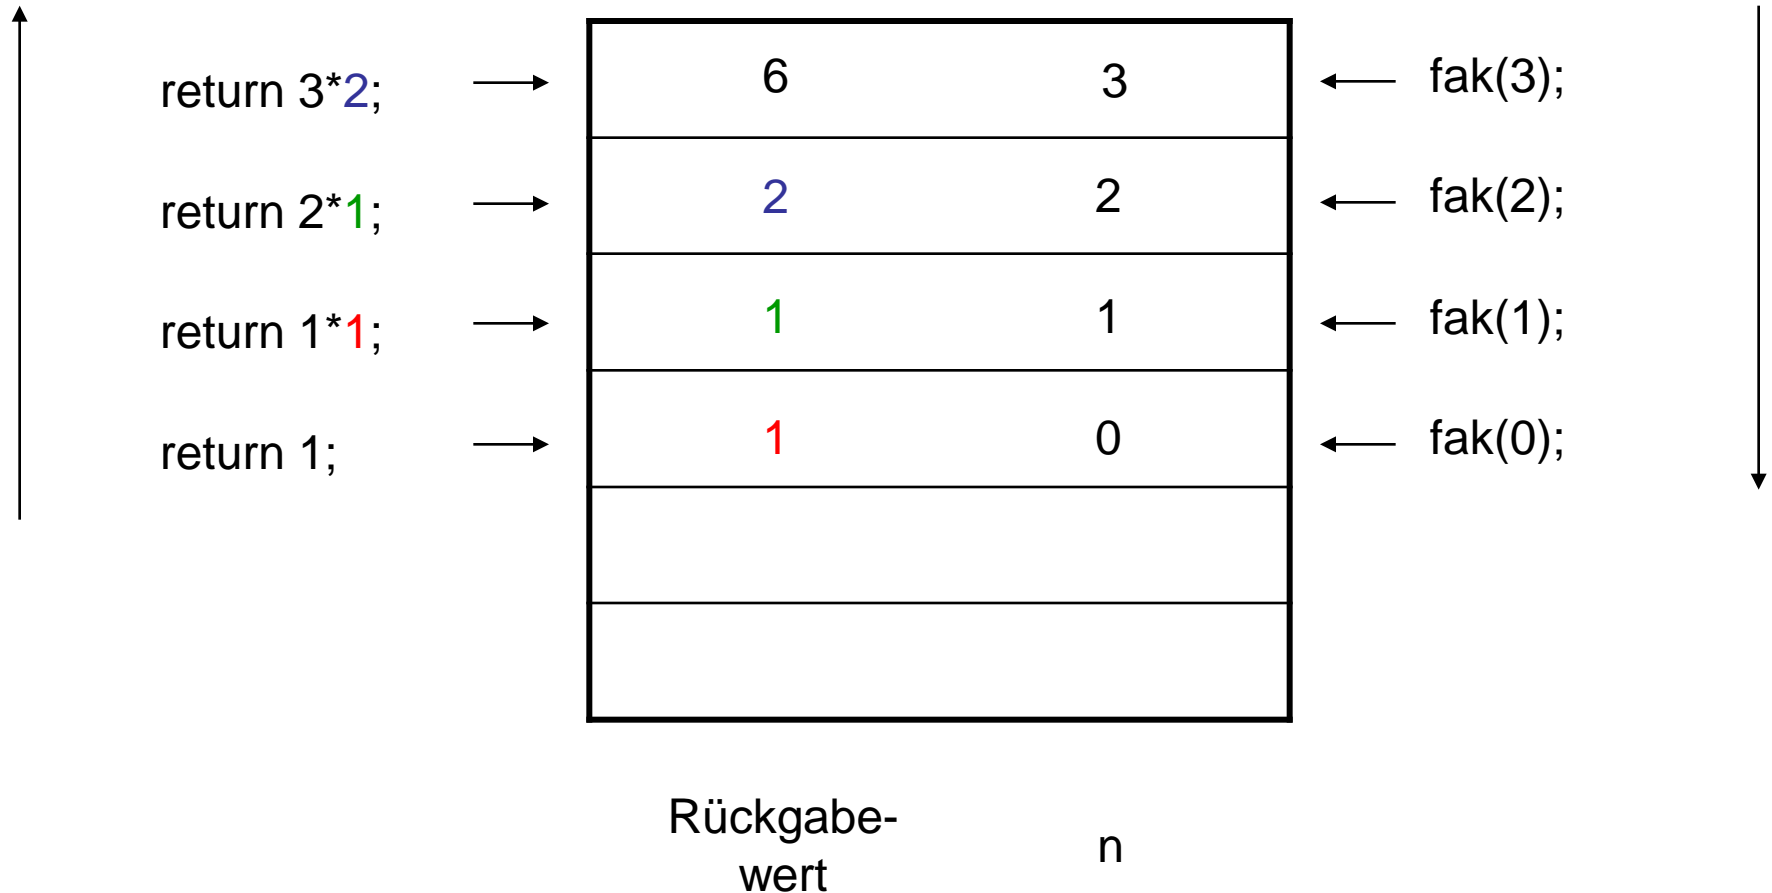 return 3*2; 6 3 fak(3);
return 2*1; 2 2 fak(2);
return 1*1; 1 1 fak(1);
return 1; 1 0 fak(0);
Rückgabe-
wert
n